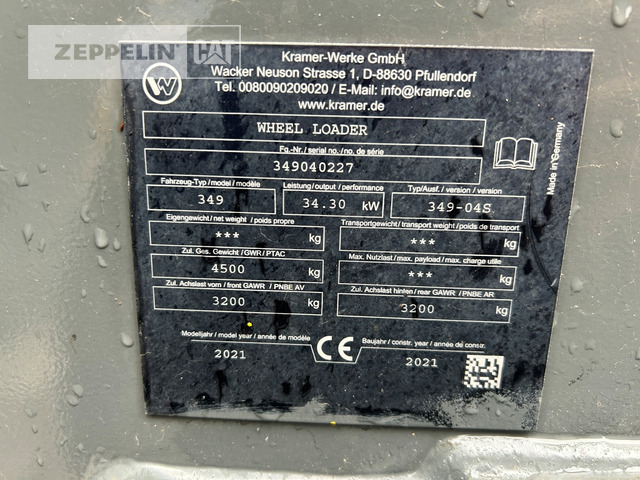 ZEPPELIN CAT
Kramer-Werke GmbH
Wacker Neuson Strasse 1, D-88630 Pfullendorf
Tel. 0080090209020 / E-Mail: info@kramer.de
www.kramer.de
WHEEL LOADER
Fg.-Nr./ serial no./ no. de série
349040227
Made in Germany
Fahrzeug-Typ / model / modèle
349
Leistung / output / performance
34.30 kW
Typ/Ausf. / version / version
349-04S
Eigengewicht / net weight / poids propre
*** kg
Transportgewicht / transport weight / poids de transport
*** kg
Zul. Ges. Gewicht / GWR / PTAC
4500 kg
Max. Nutzlast / max. payload / max. charge utile
*** kg
Zul. Achslast vorn / front GAWR / PNBE AV
3200 kg
Zul. Achslast hinten / rear GAWR / PNBE AR
3200 kg
Modelljahr / model year / année de modèle
2021
CE
Baujahr / constr. year / année de constr.
2021